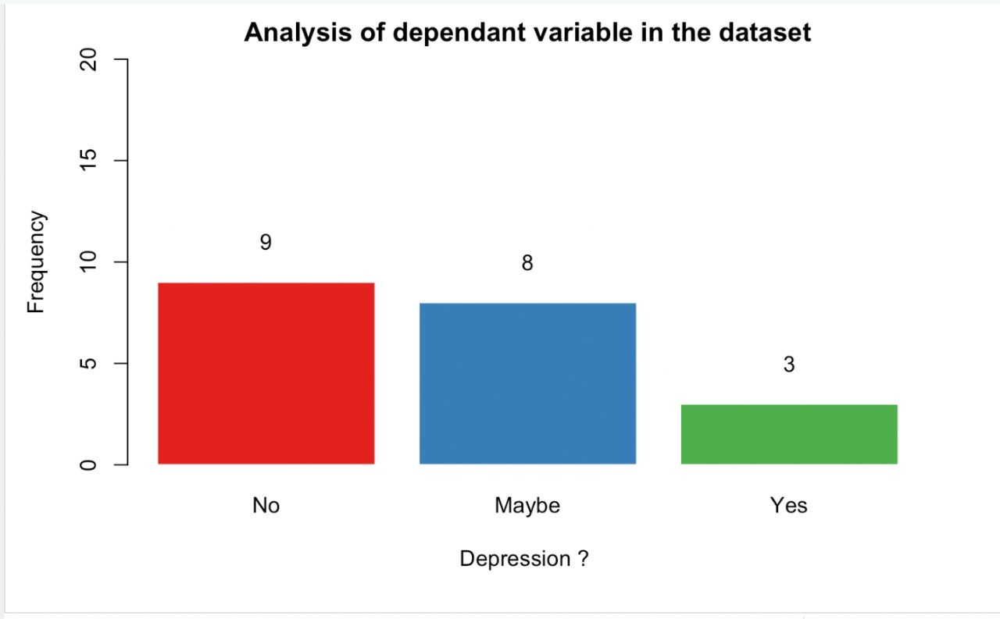 Analysis of dependant variable in the dataset
20
15
10
5
0
Frequency
9
8
3
No
Maybe
Yes
Depression ?